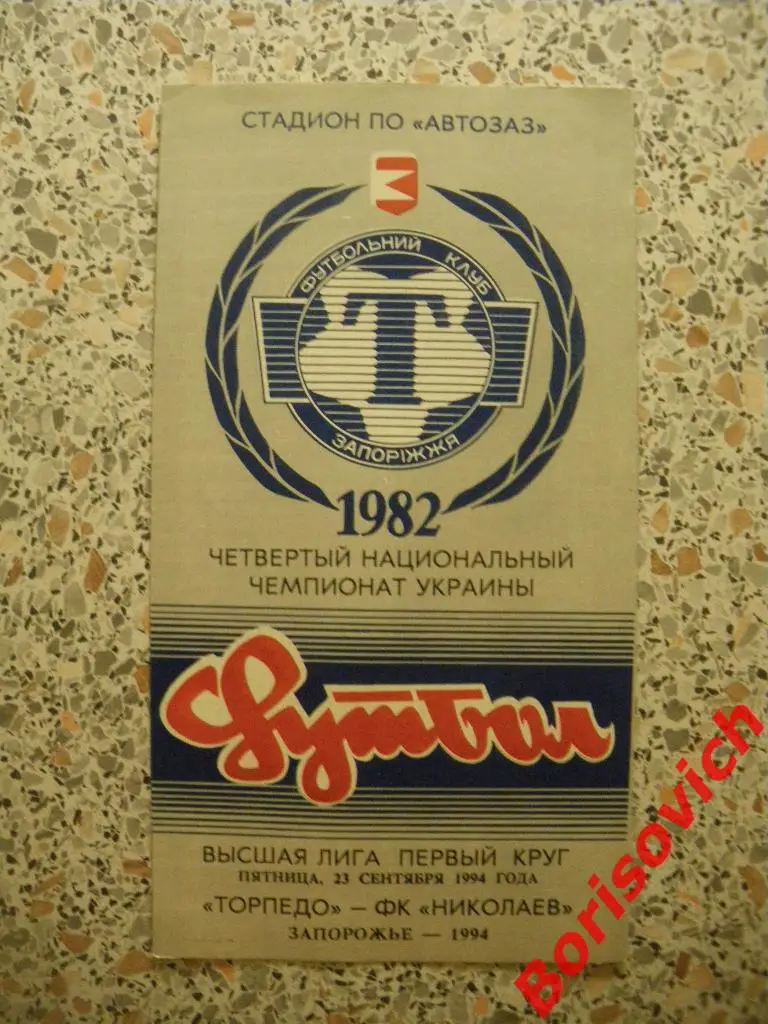 СТАДИОН ПО «АВТОЗАЗ»
ФУТБОЛЬНИЙ КЛУБ
Т
ЗАПОРІЖЖЯ
1982
ЧЕТВЕРТЫЙ НАЦИОНАЛЬНЫЙ
ЧЕМПИОНАТ УКРАИНЫ
Футбол
ВЫСШАЯ ЛИГА ПЕРВЫЙ КРУГ
ПЯТНИЦА, 23 СЕНТЯБРЯ 1994 ГОДА
«ТОРПЕДО» — ФК «НИКОЛАЕВ»
ЗАПОРОЖЬЕ — 1994
Borisovich